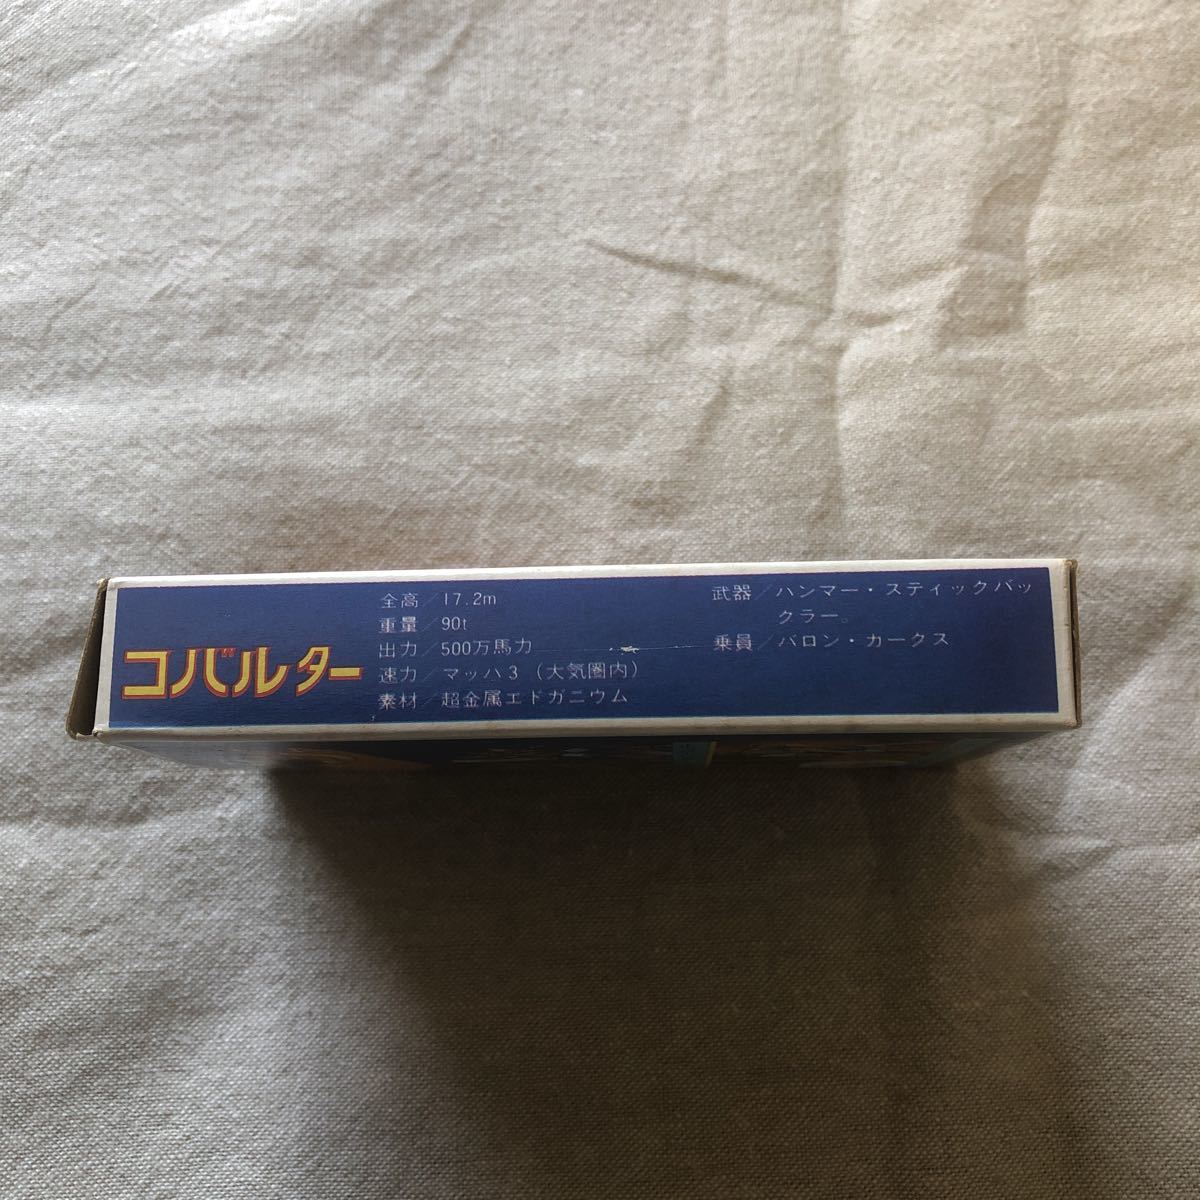 コバルター
全高/17.2m
重量/90t
出力/500万馬力
速力/マッハ3(大気圏内)
素材/超金属エドガニウム
武器/ハンマー・スティックバッ
クラー。
乗員/バロン・カークス